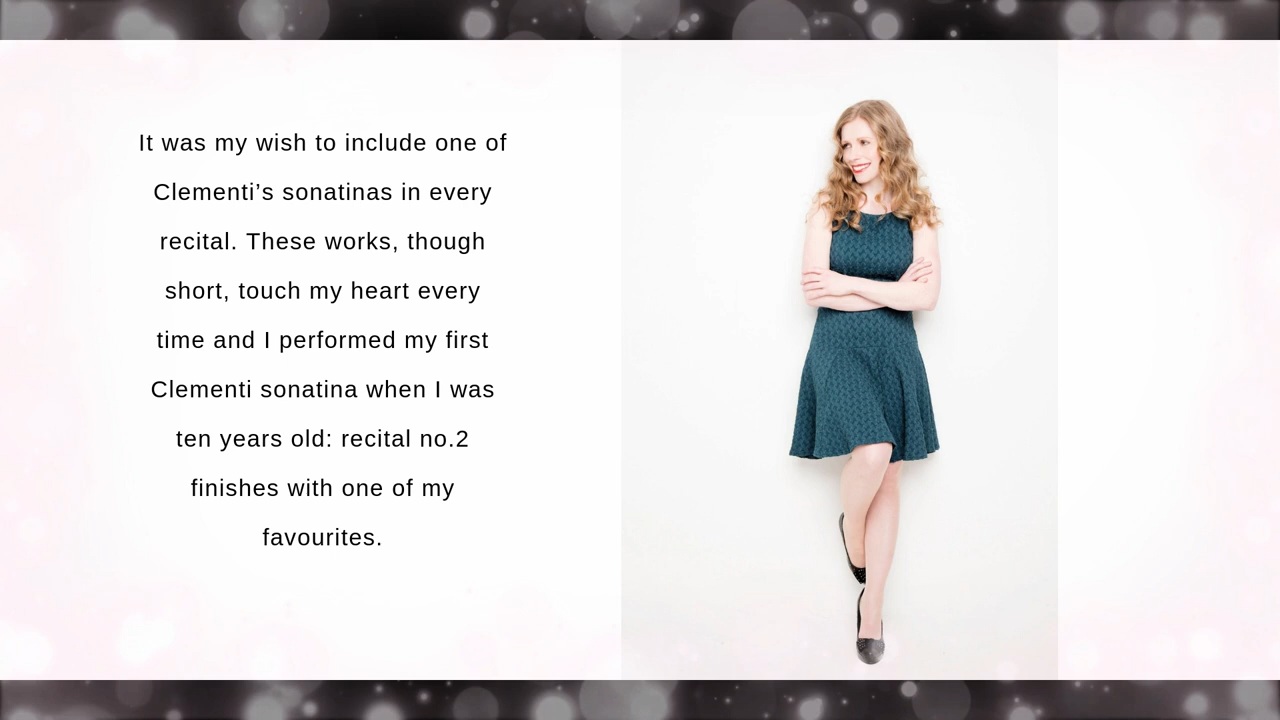 It was my wish to include one of
Clementi’s sonatinas in every
recital. These works, though
short, touch my heart every
time and I performed my first
Clementi sonatina when I was
ten years old: recital no.2
finishes with one of my
favourites.